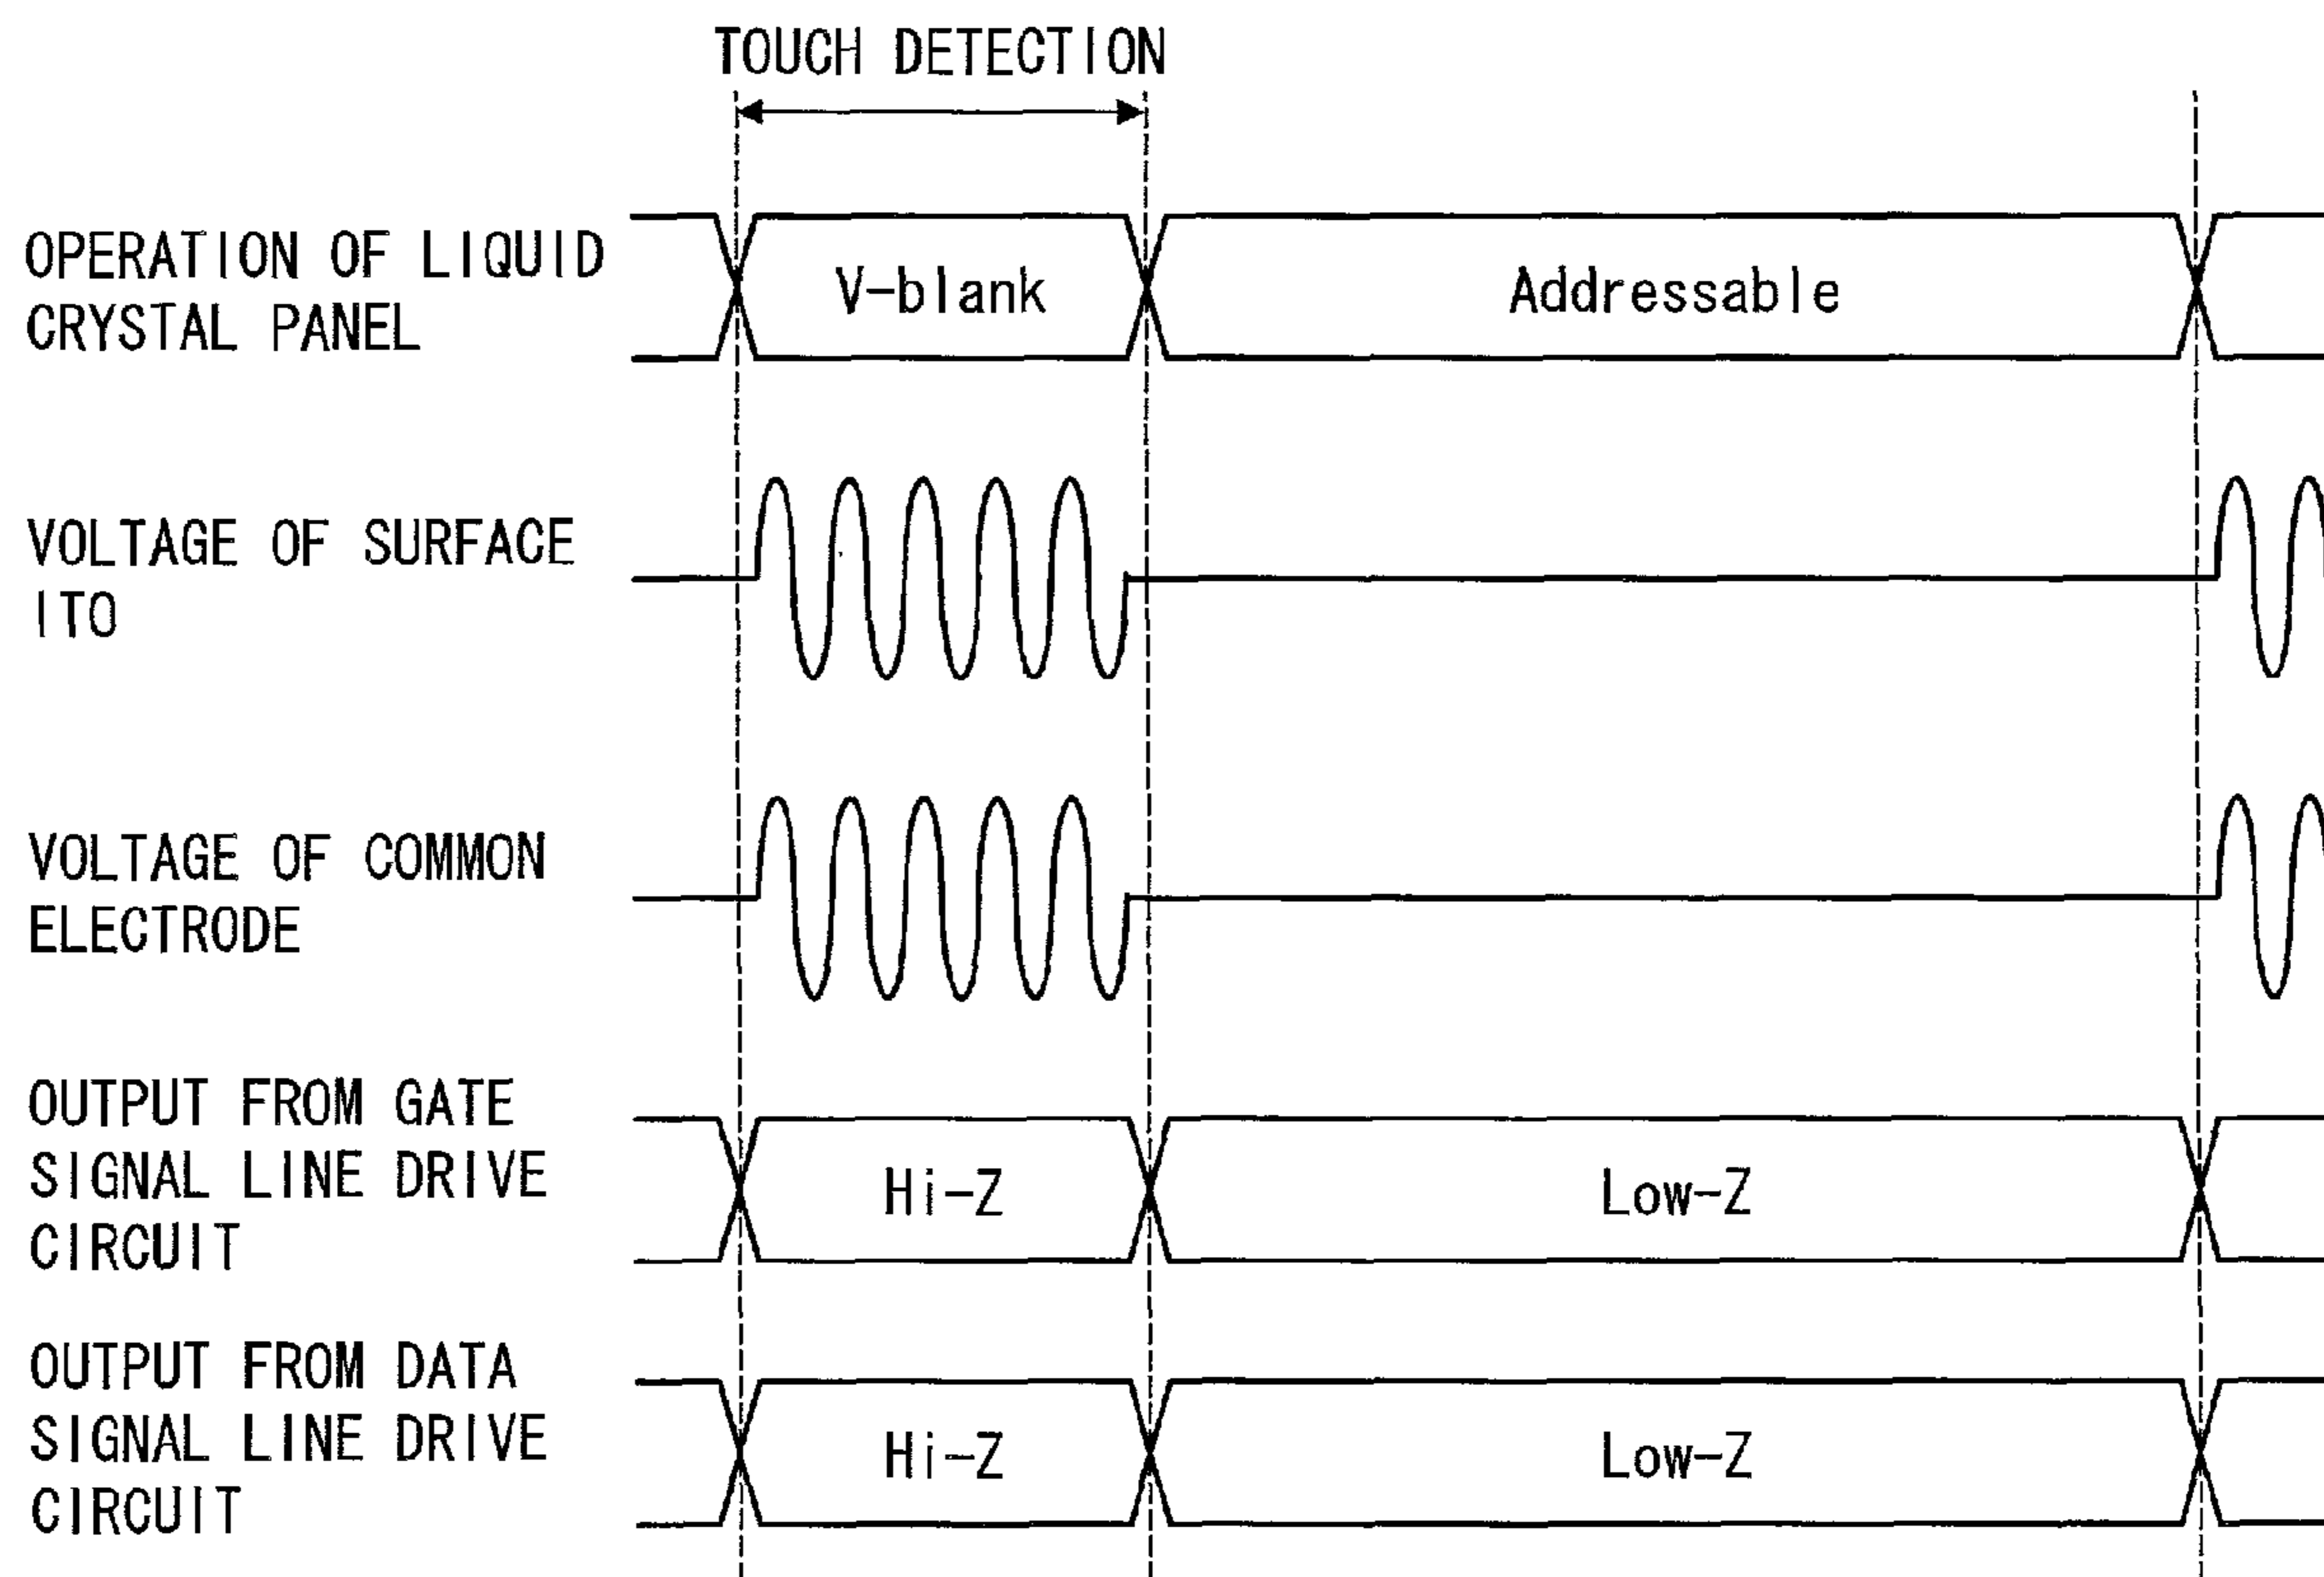 TOUCH DETECTION
OPERATION OF LIQUID
CRYSTAL PANEL
V-blank
Addressable
VOLTAGE OF SURFACE
ITO
VOLTAGE OF COMMON
ELECTRODE
OUTPUT FROM GATE
SIGNAL LINE DRIVE
CIRCUIT
Hi-Z
Low-Z
OUTPUT FROM DATA
SIGNAL LINE DRIVE
CIRCUIT
Hi-Z
Low-Z